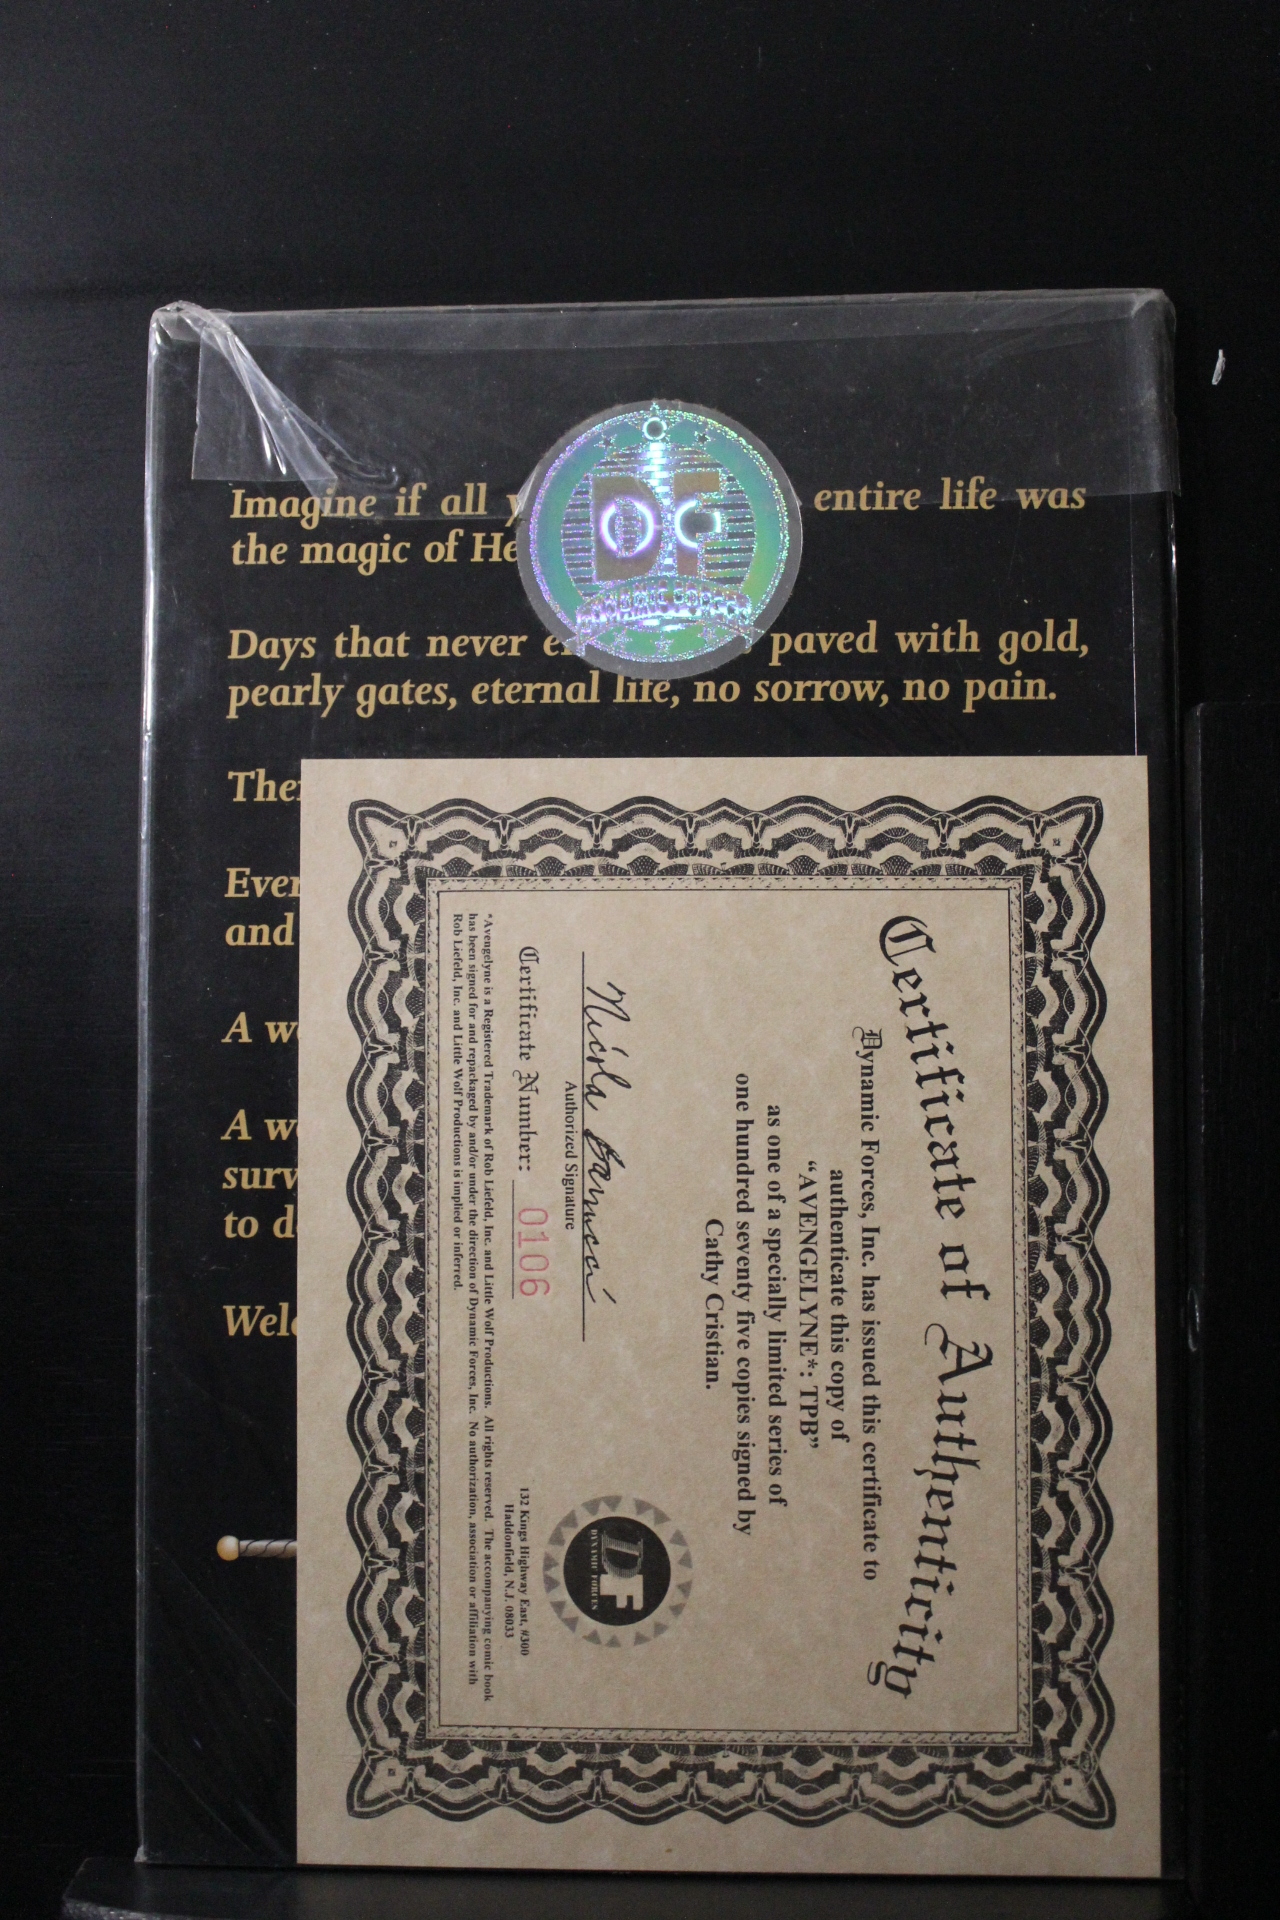 Imagine if all y entire life was
the magic of He
Days that never e paved with gold,
pearly gates, eternal life, no sorrow, no pain.
Ther
Ever
and
A wo
A wo
surv
to d
Welc
DF
DYNAMIC FORCES
Certificate of Authenticity
Dynamic Forces, Inc. has issued this certificate to
authenticate this copy of
“AVENGELYNE*: TPB”
as one of a specially limited series of
one hundred seventy five copies signed by
Cathy Cristian.
Authorized Signature
Certificate Number: 0106
DF
DYNAMIC FORCES
132 Kings Highway East, #300
Haddonfield, N.J. 08033
*Avengelyne is a Registered Trademark of Rob Liefeld, Inc. and Little Wolf Productions. All rights reserved. The accompanying comic book
has been signed for and repackaged by and/or under the direction of Dynamic Forces, Inc. No authorization, association or affiliation with
Rob Liefeld, Inc. and Little Wolf Productions is implied or inferred.